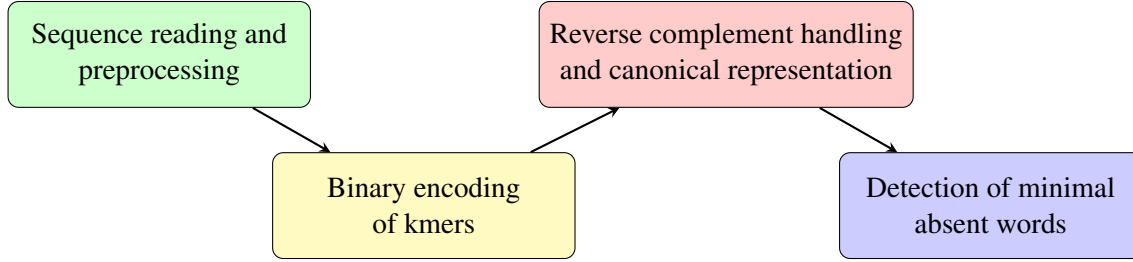 Sequence reading and
preprocessing
Binary encoding
of kmers
Reverse complement handling
and canonical representation
Detection of minimal
absent words